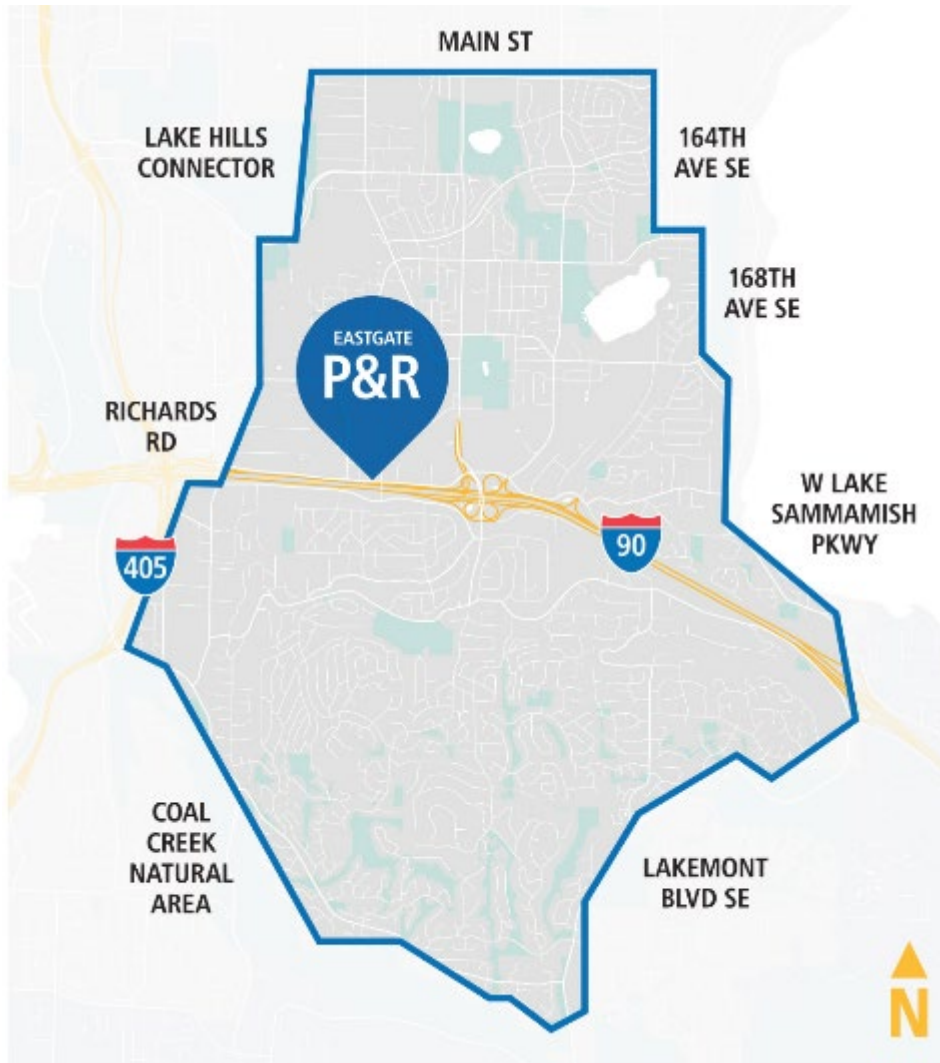 MAIN ST
LAKE HILLS
CONNECTOR
164TH
AVE SE
168TH
AVE SE
EASTGATE
P&R
RICHARDS
RD
W LAKE
SAMMAMISH
PKWY
405
90
COAL
CREEK
NATURAL
AREA
LAKEMONT
BLVD SE
N